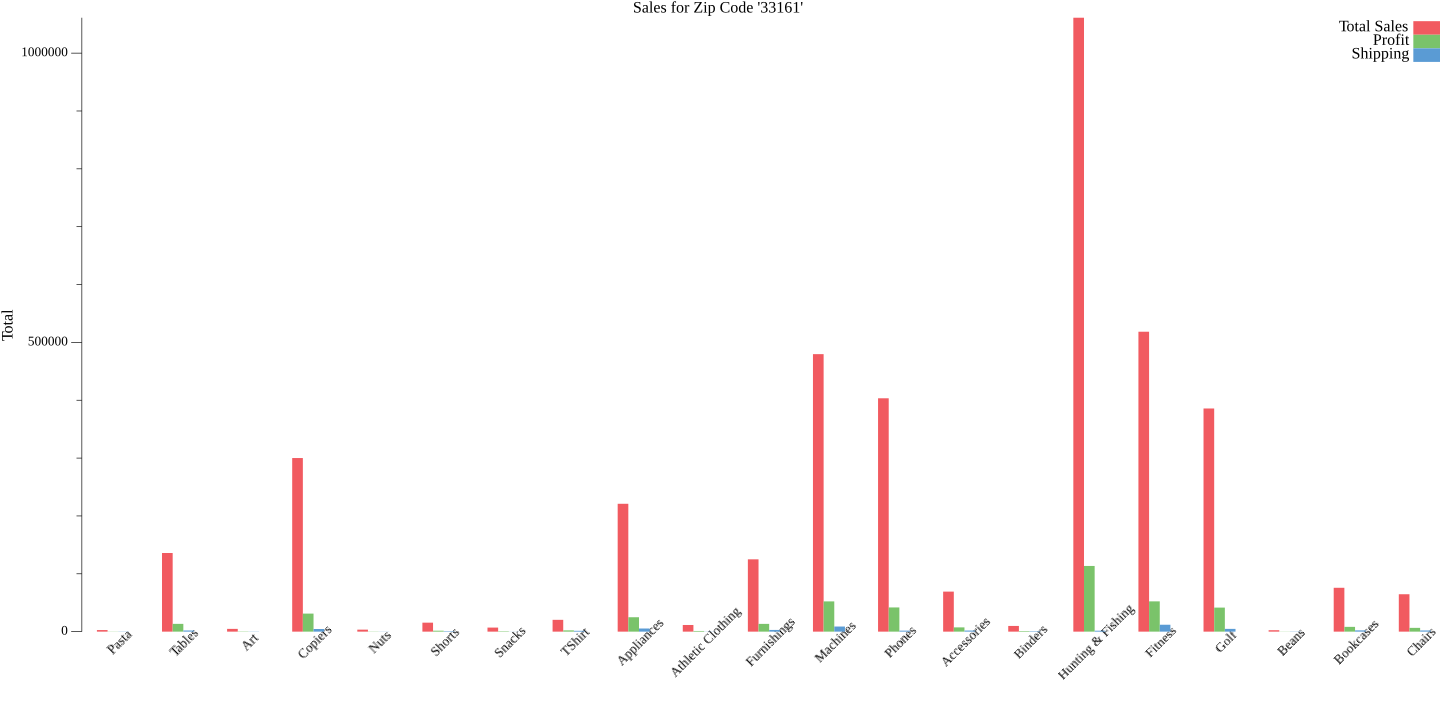 Sales for Zip Code '33161'
Total Sales
Profit
Shipping
1000000
500000
0
Total
Pasta
Tables
Art
Copiers
Nuts
Shorts
Snacks
TShirt
Appliances
Athletic Clothing
Furnishings
Machines
Phones
Accessories
Binders
Hunting & Fishing
Fitness
Golf
Beans
Bookcases
Chairs